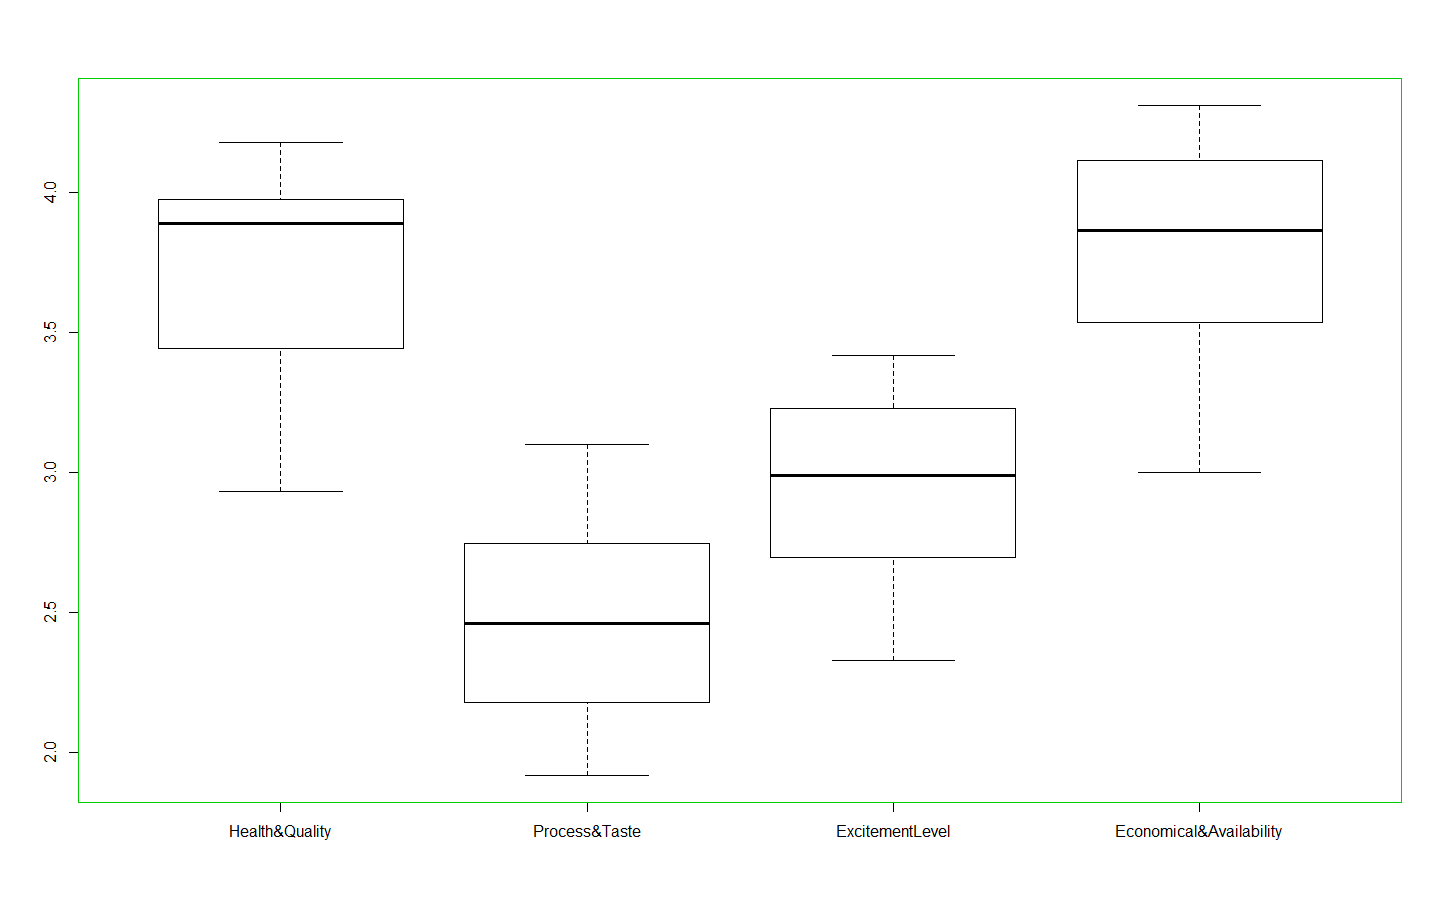 4.0
3.5
3.0
2.5
2.0
Health&Quality
Process&Taste
ExcitementLevel
Economical&Availability